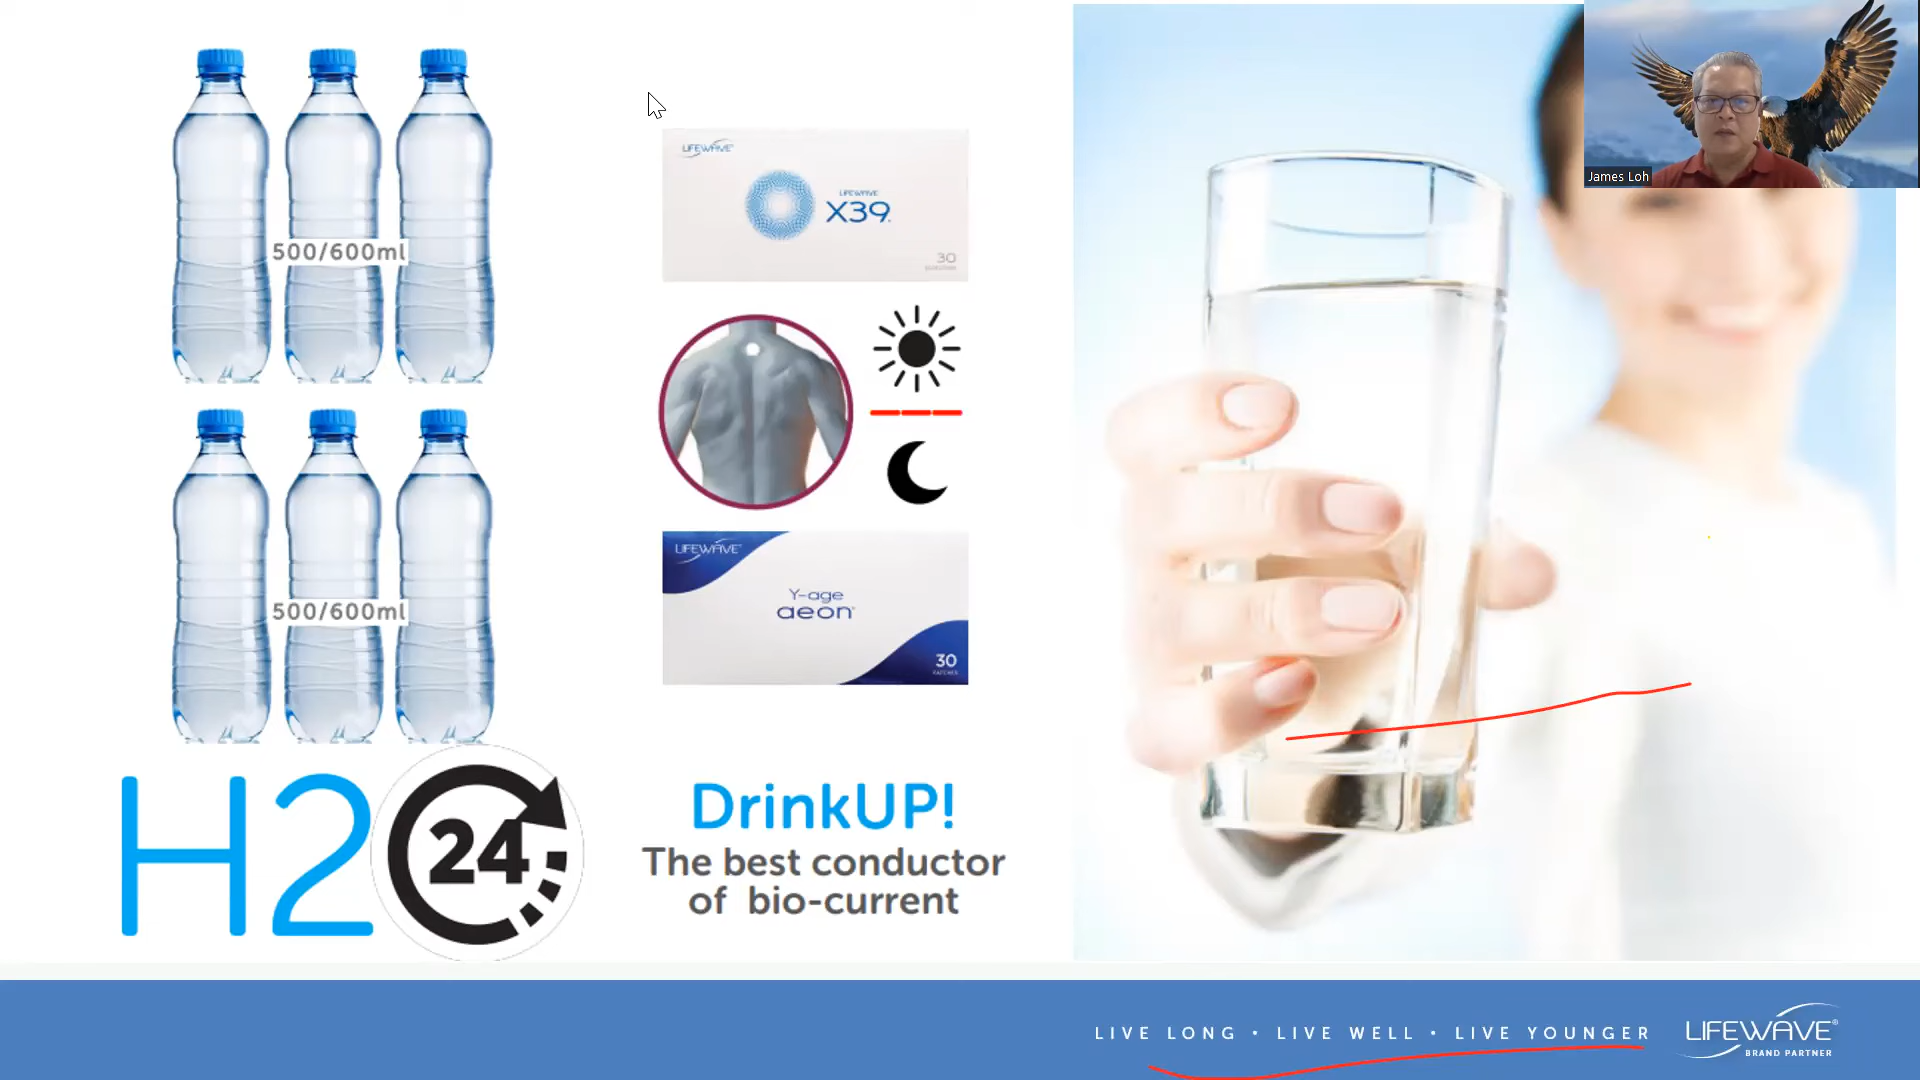 500/600ml
500/600ml
H2
24
LIFEWAVE
LIFEWAVE
X39
30
LIFEWAVE
Y-age
aeon
30
PATCHES
DrinkUP!
The best conductor
of bio-current
James Loh
LIVE LONG • LIVE WELL • LIVE YOUNGER
LIFEWAVE®
BRAND PARTNER